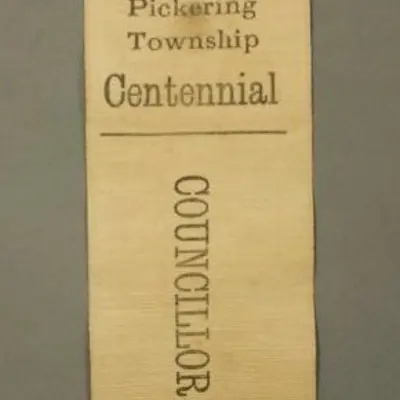 Pickering
Township
Centennial
COUNCILLOR